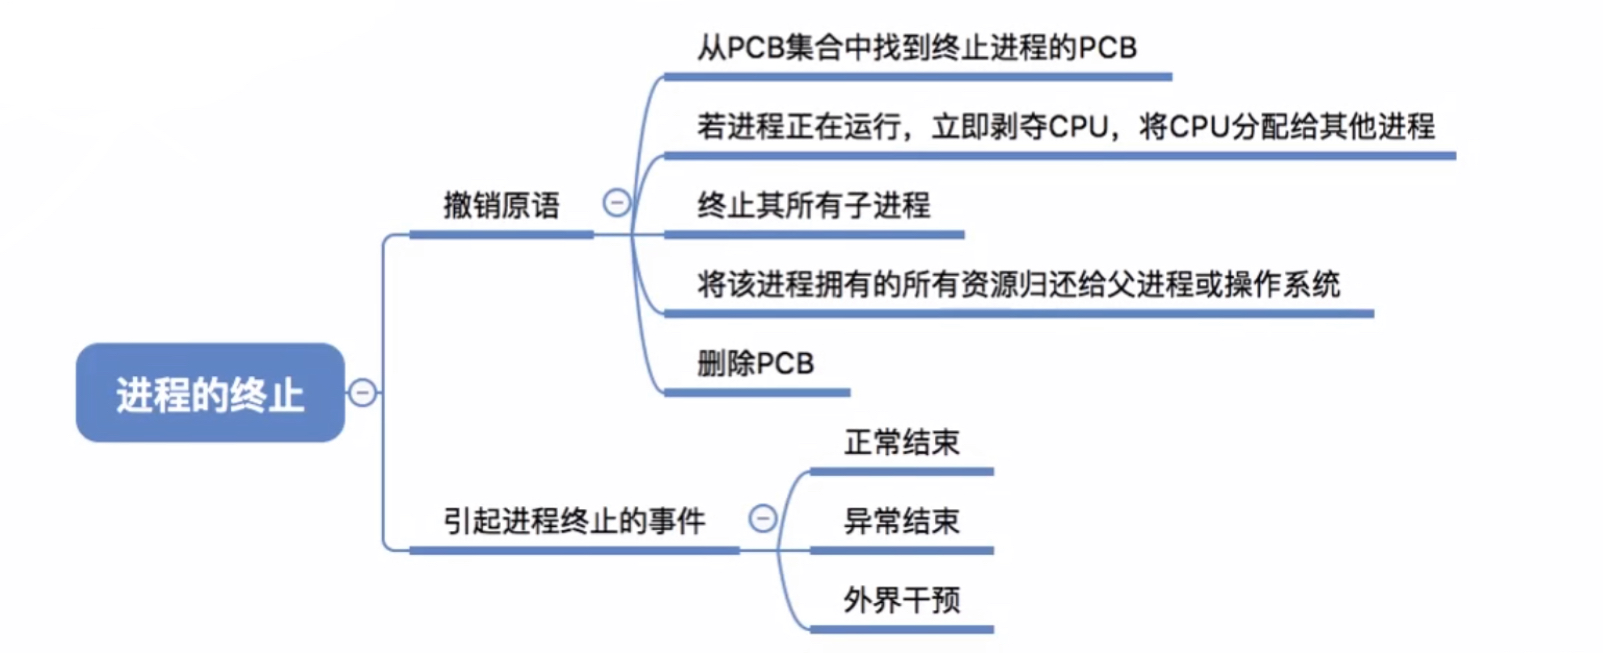 进程的终止
撤销原语
从PCB集合中找到终止进程的PCB
若进程正在运行，立即剥夺CPU，将CPU分配给其他进程
终止其所有子进程
将该进程拥有的所有资源归还给父进程或操作系统
删除PCB
引起进程终止的事件
正常结束
异常结束
外界干预